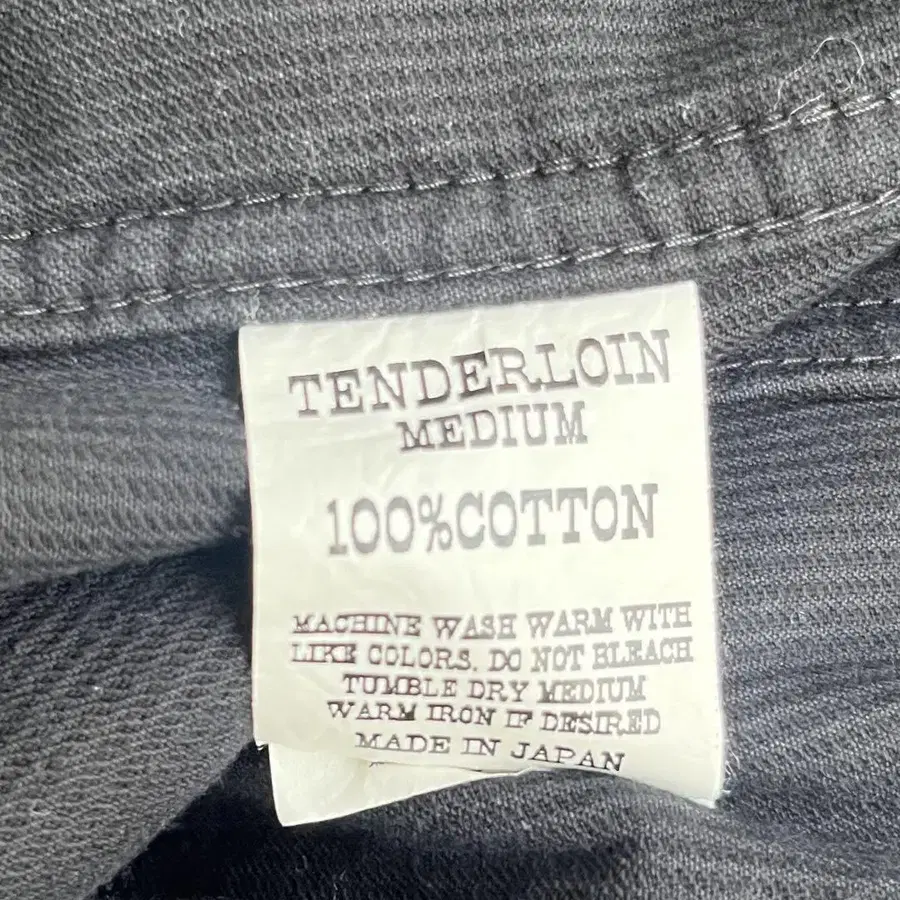 TENDERLOIN
MEDIUM
100%COTTON
MACHINE WASH WARM WITH
LIKE COLORS. DO NOT BLEACH
TUMBLE DRY MEDIUM
WARM IRON IF DESIRED
MADE IN JAPAN